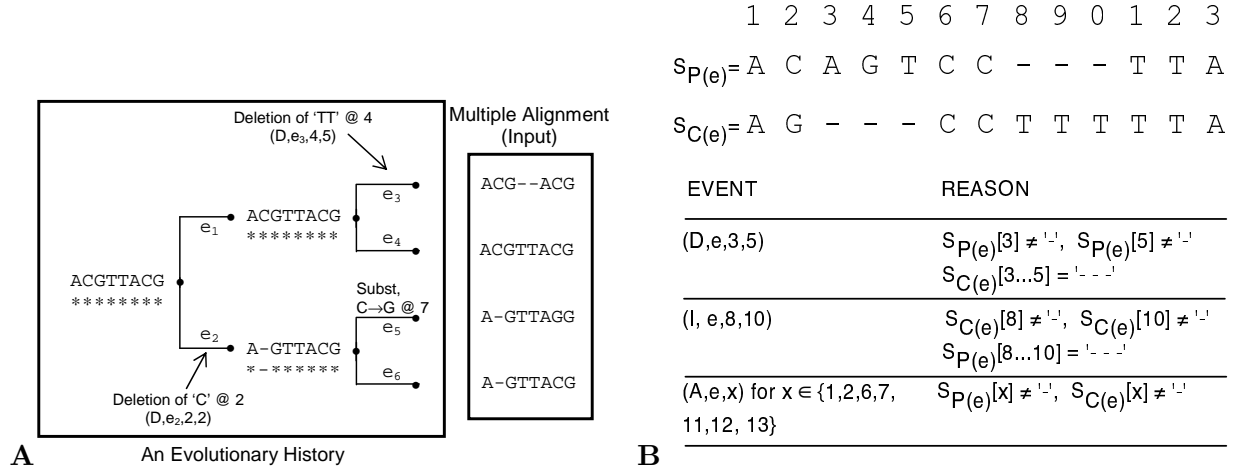 Deletion of 'TT' @ 4
(D,e3,4,5)
e3
e1
ACGTTACG
********
e4
ACGTTACG
********
Subst,
C→G @ 7
e5
e2
A-GTTACG
*-******
e6
Deletion of 'C' @ 2
(D,e2,2,2)
An Evolutionary History
A
Multiple Alignment
(Input)
ACG--ACG
ACGTTACG
A-GTTAGG
A-GTTACG
1 2 3 4 5 6 7 8 9 0 1 2 3
SP(e)= A C A G T C C - - - T T A
SC(e)= A G - - - C C T T T T T A
EVENT REASON
(D,e,3,5) SP(e)[3] ≠ '-', SP(e)[5] ≠ '-'
SC(e)[3...5] = '- - -'
(I, e,8,10) SC(e)[8] ≠ '-', SC(e)[10] ≠ '-'
SP(e)[8...10] = '- - -'
(A,e,x) for x ∈ {1,2,6,7, SP(e)[x] ≠ '-', SC(e)[x] ≠ '-'
11,12, 13}
B